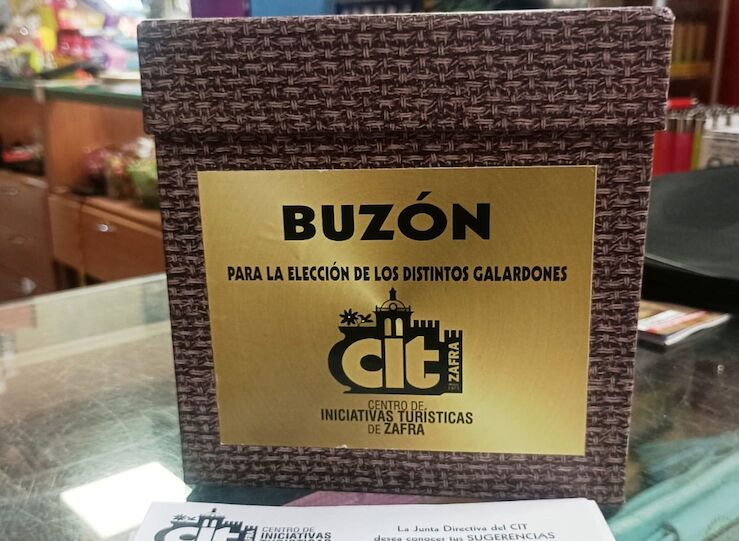 BUZÓN
PARA LA ELECCIÓN DE LOS DISTINTOS GALARDONES
cit
ZAFRA
CENTRO DE
INICIATIVAS TURÍSTICAS
DE ZAFRA
cit
CENTRO DE
INICIATIVAS
La Junta Directiva del CIT
desea conocer tus SUGERENCIAS